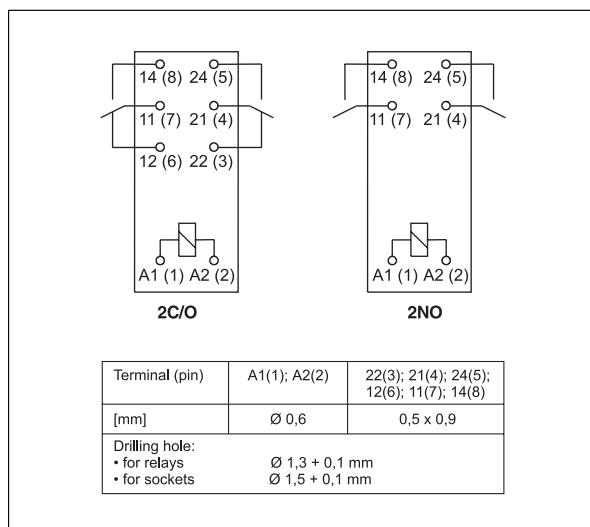 14 (8) 24 (5)
11 (7) 21 (4)
12 (6) 22 (3)
A1 (1) A2 (2)
2C/O
14 (8) 24 (5)
11 (7) 21 (4)
A1 (1) A2 (2)
2NO
Terminal (pin) A1(1); A2(2) 22(3); 21(4); 24(5);
12(6); 11(7); 14(8)
[mm] Ø 0,6 0,5 x 0,9
Drilling hole:
• for relays Ø 1,3 + 0,1 mm
• for sockets Ø 1,5 + 0,1 mm